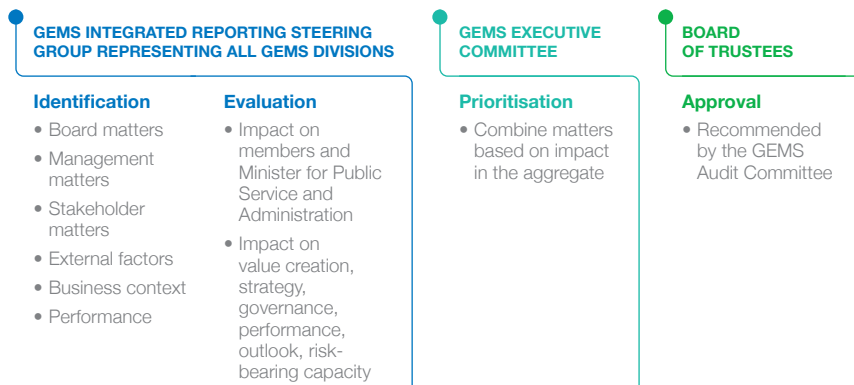 GEMS INTEGRATED REPORTING STEERING
GROUP REPRESENTING ALL GEMS DIVISIONS
Identification
• Board matters
• Management
matters
• Stakeholder
matters
• External factors
• Business context
• Performance
Evaluation
• Impact on
members and
Minister for Public
Service and
Administration
• Impact on
value creation,
strategy,
governance,
performance,
outlook, risk-
bearing capacity
GEMS EXECUTIVE
COMMITTEE
Prioritisation
• Combine matters
based on impact
in the aggregate
BOARD
OF TRUSTEES
Approval
• Recommended
by the GEMS
Audit Committee